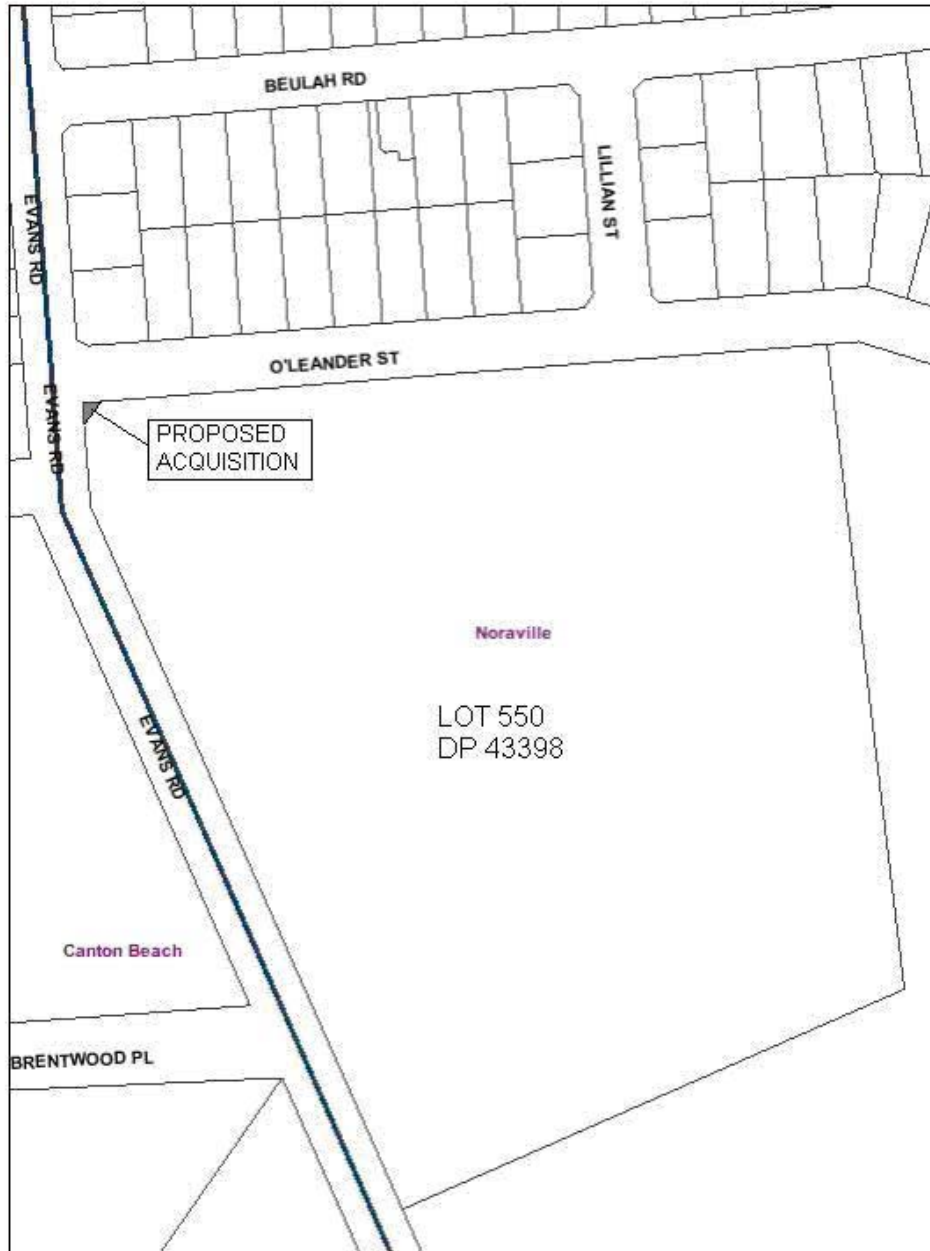 BEULAH RD
LILLIAN ST
EVANS RD
O'LEANDER ST
EVANS RD
PROPOSED
ACQUISITION
Noraville
LOT 550
DP 43398
EVANS RD
Canton Beach
BRENTWOOD PL